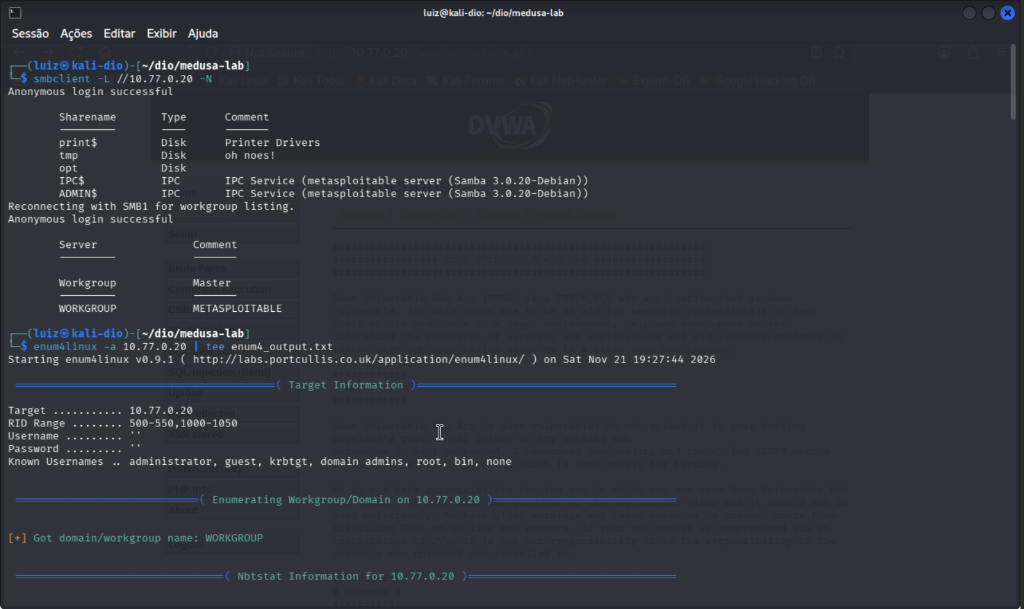 luiz@kali-dio: ~/dio/medusa-lab
Sessão Ações Editar Exibir Ajuda
┌──(luiz㉿kali-dio)-[~/dio/medusa-lab]
└─$ smbclient -L //10.77.0.20 -N
Anonymous login successful
Sharename Type Comment
print$ Disk Printer Drivers
tmp Disk oh noes!
opt Disk
IPC$ IPC IPC Service (metasploitable server (Samba 3.0.20-Debian))
ADMIN$ IPC IPC Service (metasploitable server (Samba 3.0.20-Debian))
Reconnecting with SMB1 for workgroup listing.
Anonymous login successful
Server Comment
Workgroup Master
WORKGROUP METASPLOITABLE
┌──(luiz㉿kali-dio)-[~/dio/medusa-lab]
└─$ enum4linux -a 10.77.0.20 | tee enum4_output.txt
Starting enum4linux v0.9.1 ( http://labs.portcullis.co.uk/application/enum4linux/ ) on Sat Nov 21 19:27:44 2026
( Target Information )
Target ........... 10.77.0.20
RID Range ........ 500-550,1000-1050
Username ......... ''
Password ......... ''
Known Usernames .. administrator, guest, krbtgt, domain admins, root, bin, none
( Enumerating Workgroup/Domain on 10.77.0.20 )
[+] Got domain/workgroup name: WORKGROUP
( Nbtstat Information for 10.77.0.20 )